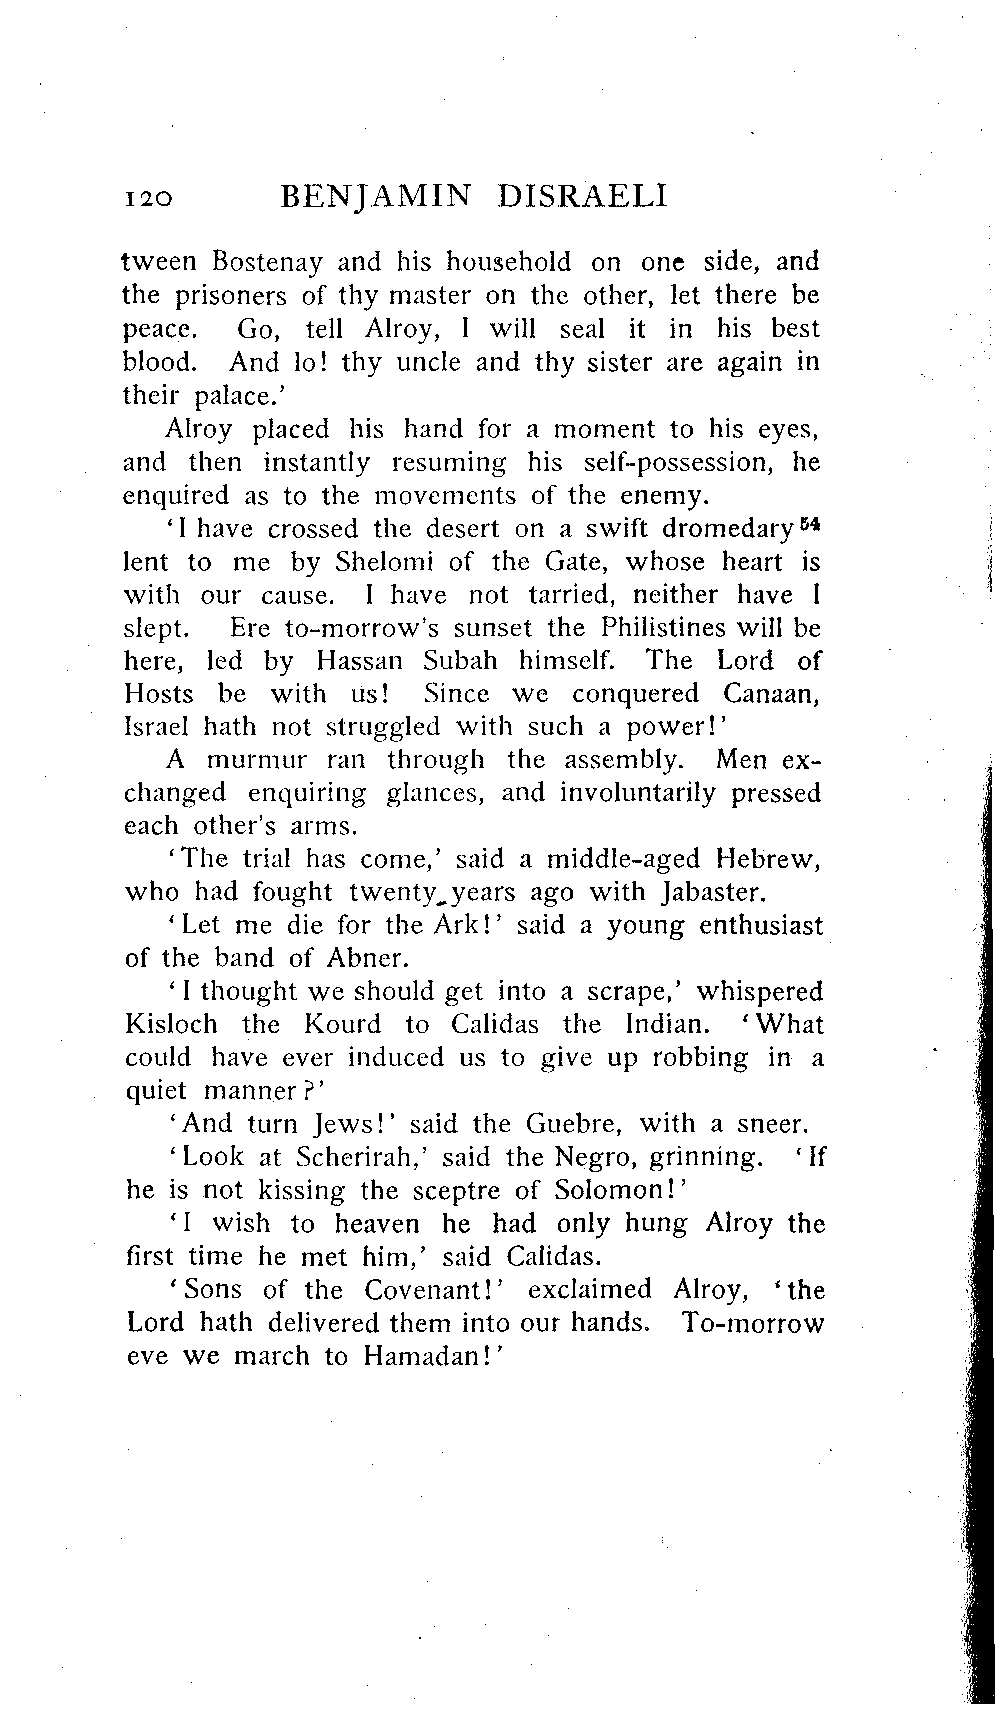 120 BENJAMIN DISRAELI
tween Bostenay and his household on one side, and
the prisoners of thy master on the other, let there be
peace. Go, tell Alroy, I will seal it in his best
blood. And lo! thy uncle and thy sister are again in
their palace.’
Alroy placed his hand for a moment to his eyes,
and then instantly resuming his self-possession, he
enquired as to the movements of the enemy.
‘I have crossed the desert on a swift dromedary⁵⁴
lent to me by Shelomi of the Gate, whose heart is
with our cause. I have not tarried, neither have I
slept. Ere to-morrow’s sunset the Philistines will be
here, led by Hassan Subah himself. The Lord of
Hosts be with us! Since we conquered Canaan,
Israel hath not struggled with such a power!’
A murmur ran through the assembly. Men ex-
changed enquiring glances, and involuntarily pressed
each other’s arms.
‘The trial has come,’ said a middle-aged Hebrew,
who had fought twenty years ago with Jabaster.
‘Let me die for the Ark!’ said a young enthusiast
of the band of Abner.
‘I thought we should get into a scrape,’ whispered
Kisloch the Kourd to Calidas the Indian. ‘What
could have ever induced us to give up robbing in a
quiet manner?’
‘And turn Jews!’ said the Guebre, with a sneer.
‘Look at Scherirah,’ said the Negro, grinning. ‘If
he is not kissing the sceptre of Solomon!’
‘I wish to heaven he had only hung Alroy the
first time he met him,’ said Calidas.
‘Sons of the Covenant!’ exclaimed Alroy, ‘the
Lord hath delivered them into our hands. To-morrow
eve we march to Hamadan!’